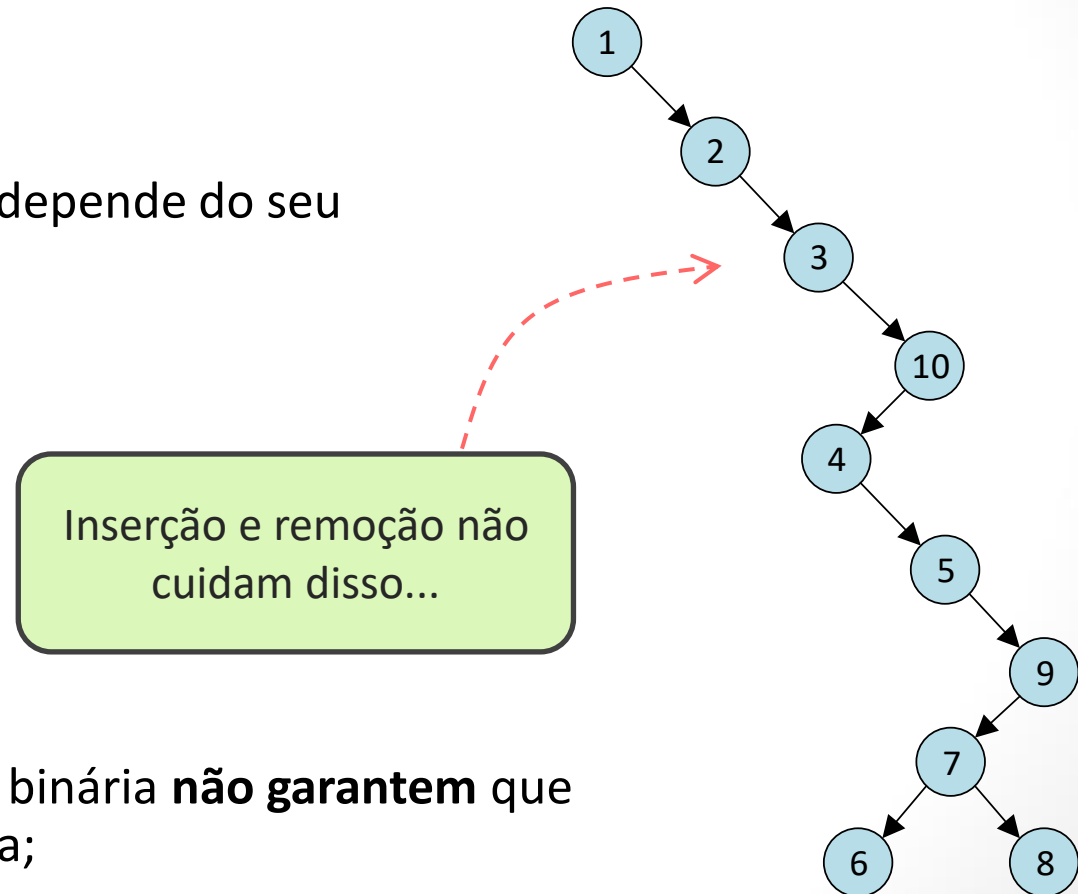 1
2
depende do seu
3
10
4
Inserção e remoção não
cuidam disso...
5
9
binária não garantem que
7
a;
6
8